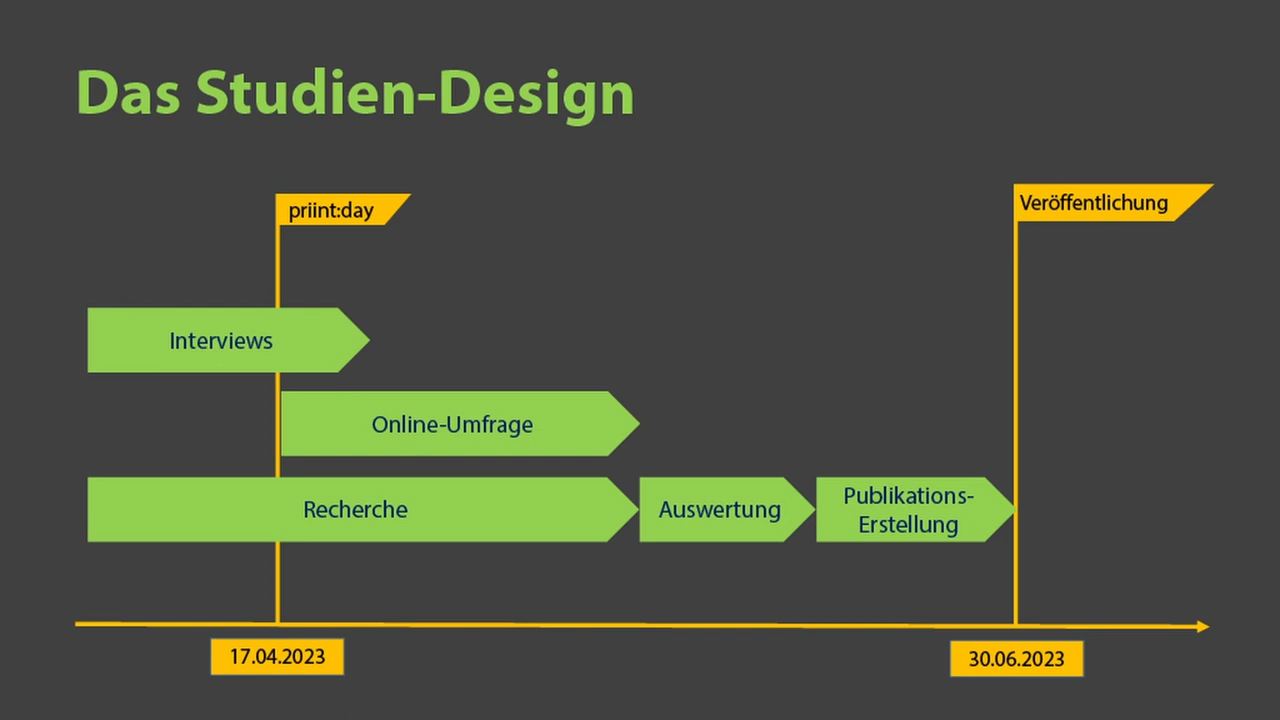 Das Studien-Design
priint:day
Veröffentlichung
Interviews
Online-Umfrage
Recherche
Auswertung
Publikations-
Erstellung
17.04.2023
30.06.2023